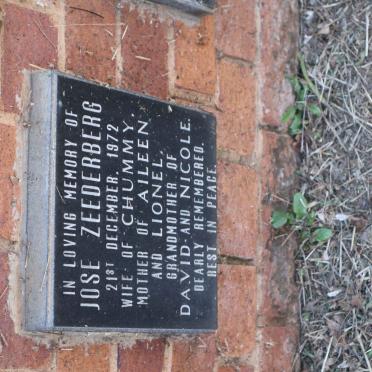 IN LOVING MEMORY OF
JOSE ZEEDERBERG
21ST DECEMBER, 1972
WIFE OF CHUMMY,
MOTHER OF AILEEN
AND LIONEL,
GRANDMOTHER OF
DAVID AND NICOLE.
DEARLY REMEMBERED.
REST IN PEACE.